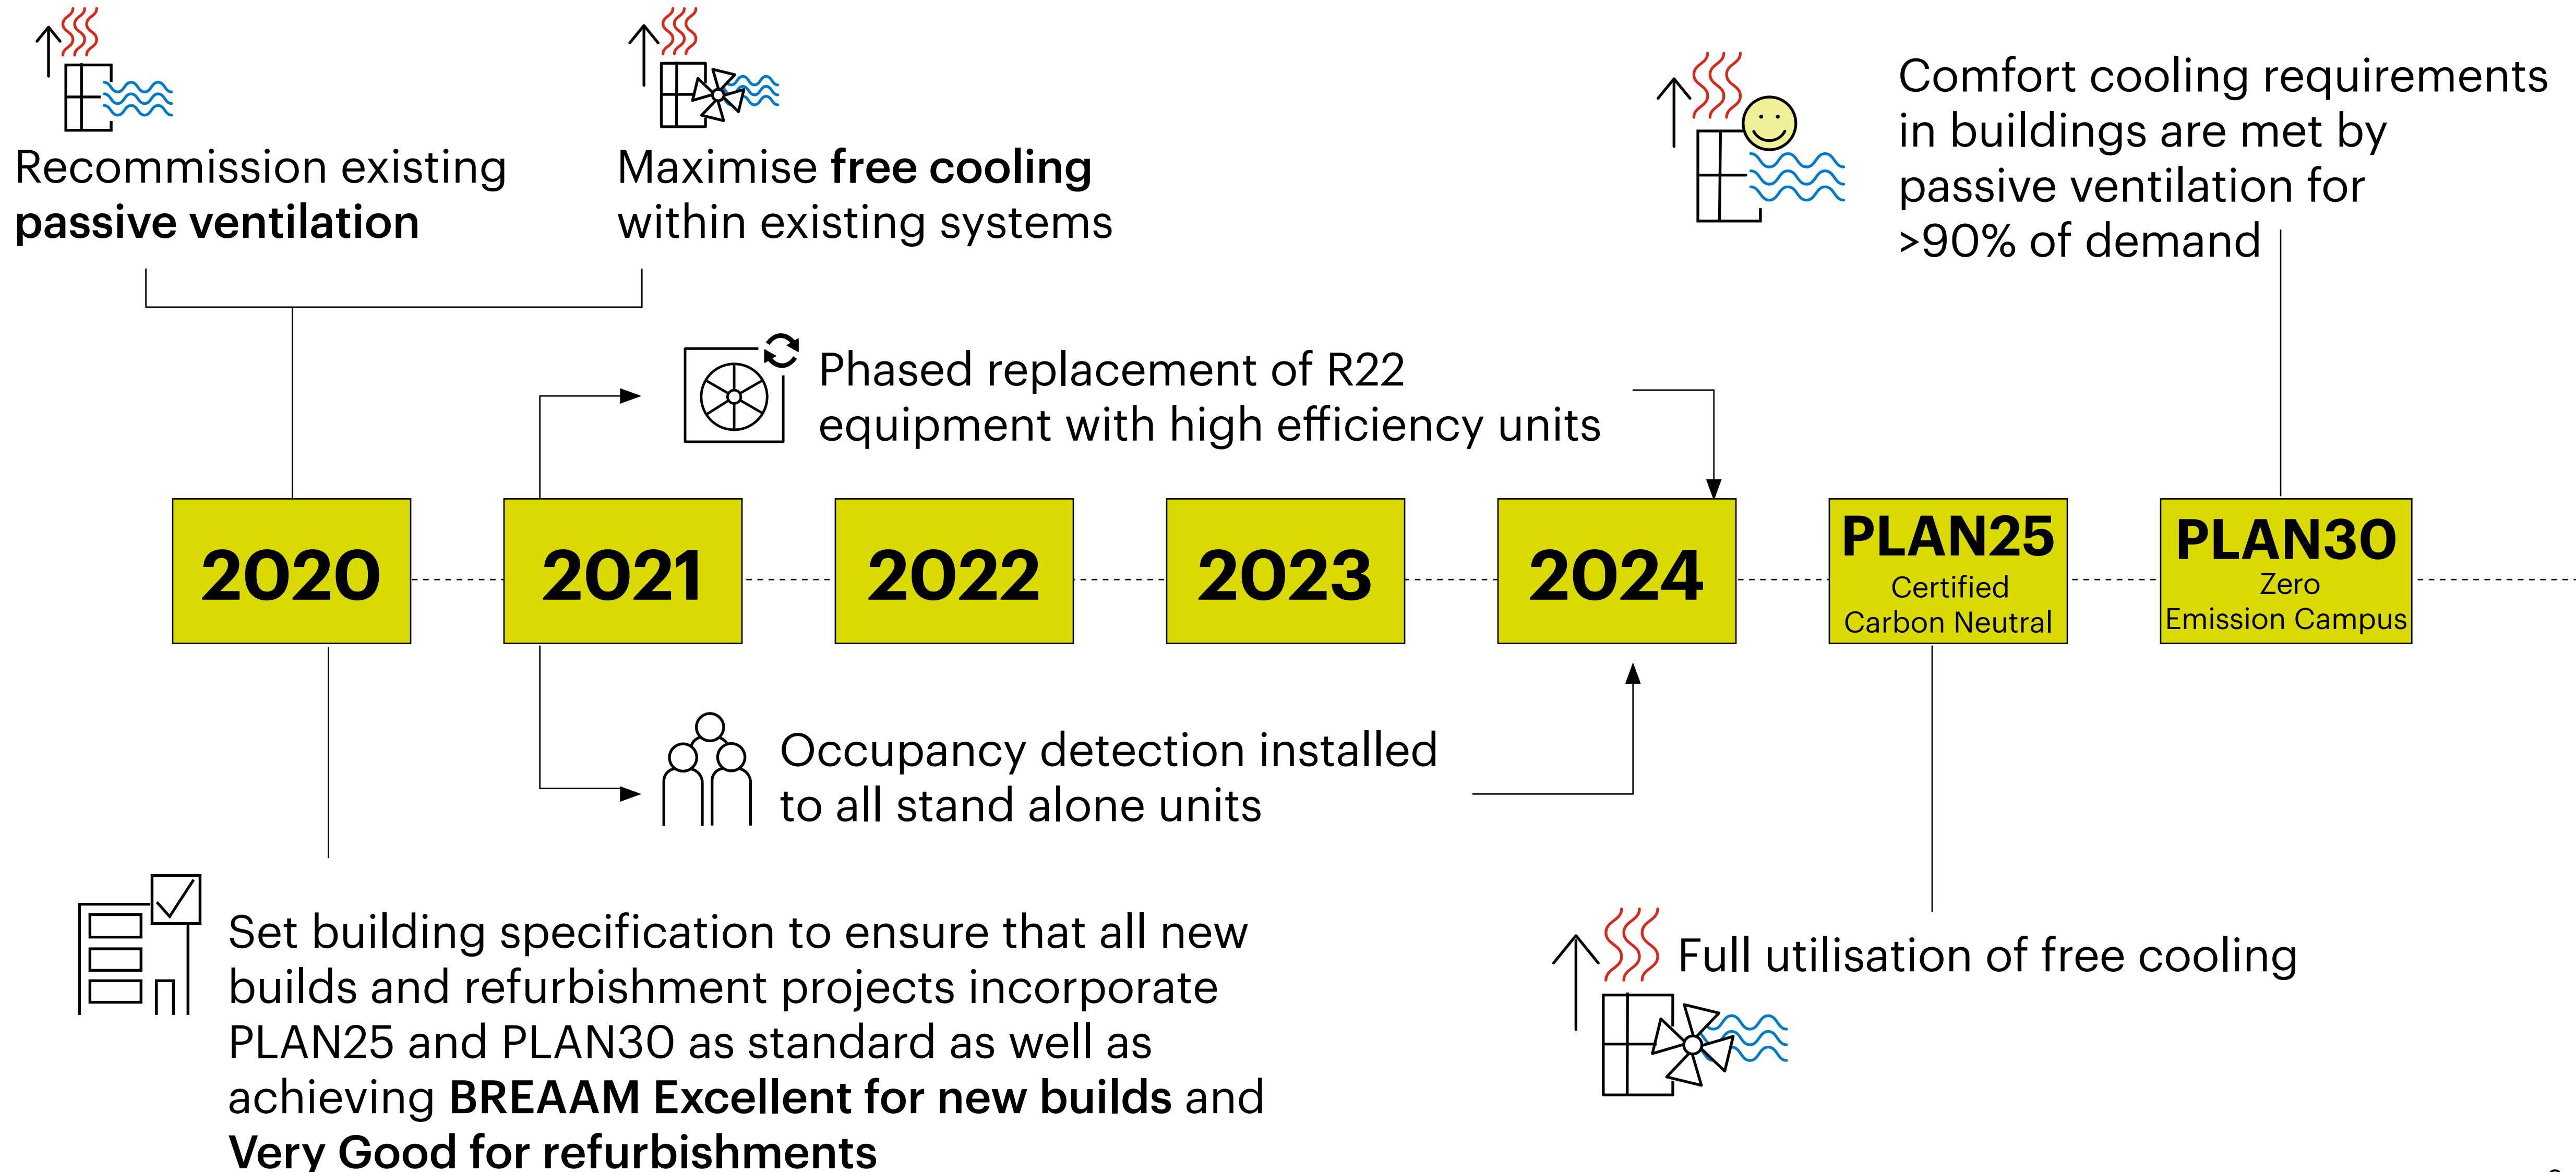 Recommission existing
passive ventilation
Maximise free cooling
within existing systems
Comfort cooling requirements
in buildings are met by
passive ventilation for
>90% of demand
Phased replacement of R22
equipment with high efficiency units
2020
2021
2022
2023
2024
PLAN25
Certified
Carbon Neutral
PLAN30
Zero
Emission Campus
Occupancy detection installed
to all stand alone units
Set building specification to ensure that all new
builds and refurbishment projects incorporate
PLAN25 and PLAN30 as standard as well as
achieving BREAAM Excellent for new builds and
Very Good for refurbishments
Full utilisation of free cooling